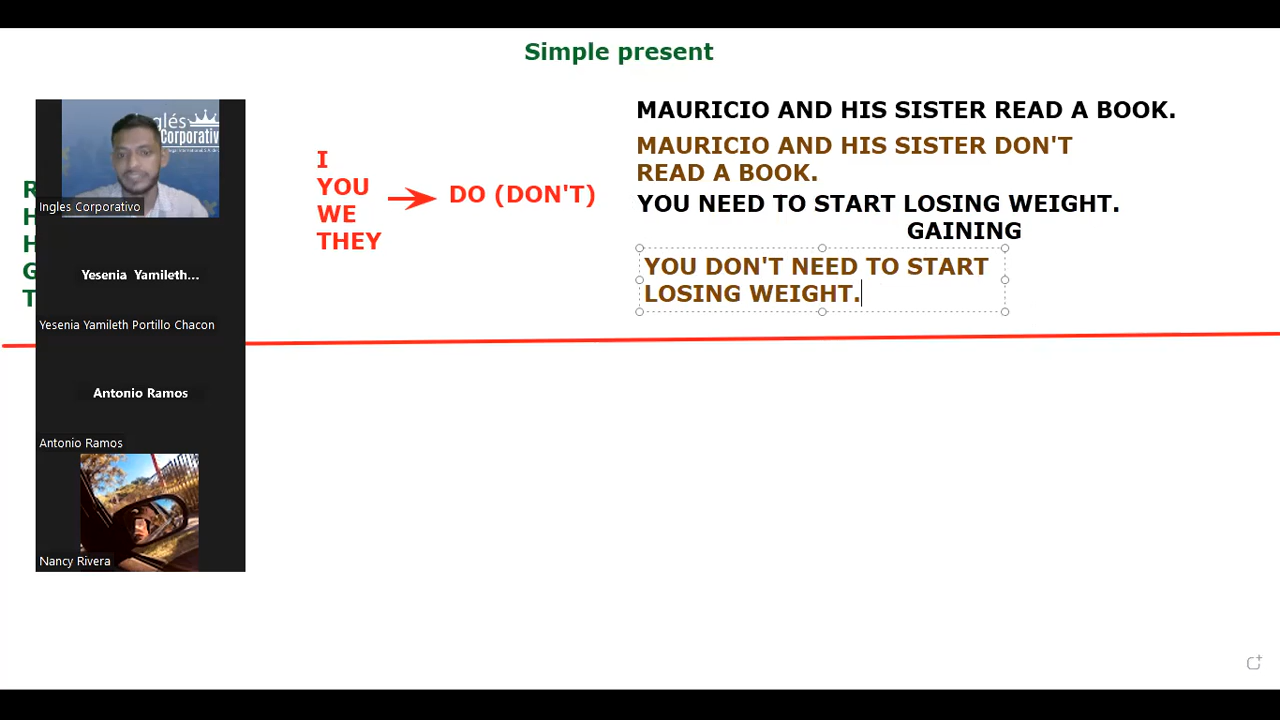 Simple present
Inglés
Corporativo
Ingles Corporativo
Yesenia Yamileth...
Yesenia Yamileth Portillo Chacon
Antonio Ramos
Antonio Ramos
Nancy Rivera
I
YOU
WE
THEY
DO (DON'T)
MAURICIO AND HIS SISTER READ A BOOK.
MAURICIO AND HIS SISTER DON'T
READ A BOOK.
YOU NEED TO START LOSING WEIGHT.
GAINING
YOU DON'T NEED TO START
LOSING WEIGHT.